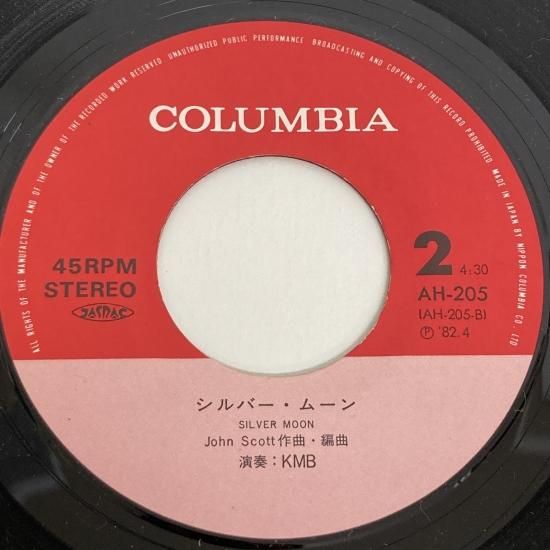 ALL RIGHTS OF THE MANUFACTURER AND OF THE OWNER OF THE RECORDED WORK RESERVED UNAUTHORIZED PUBLIC PERFORMANCE BROADCASTING AND COPYING OF THIS RECORD PROHIBITED MADE IN JAPAN BY NIPPON COLUMBIA CO., LTD
COLUMBIA
45RPM
STEREO
JASRAC
2 4:30
AH-205
(AH-205-B)
Ⓟ '82.4
シルバー・ムーン
SILVER MOON
John Scott作曲・編曲
演奏:KMB